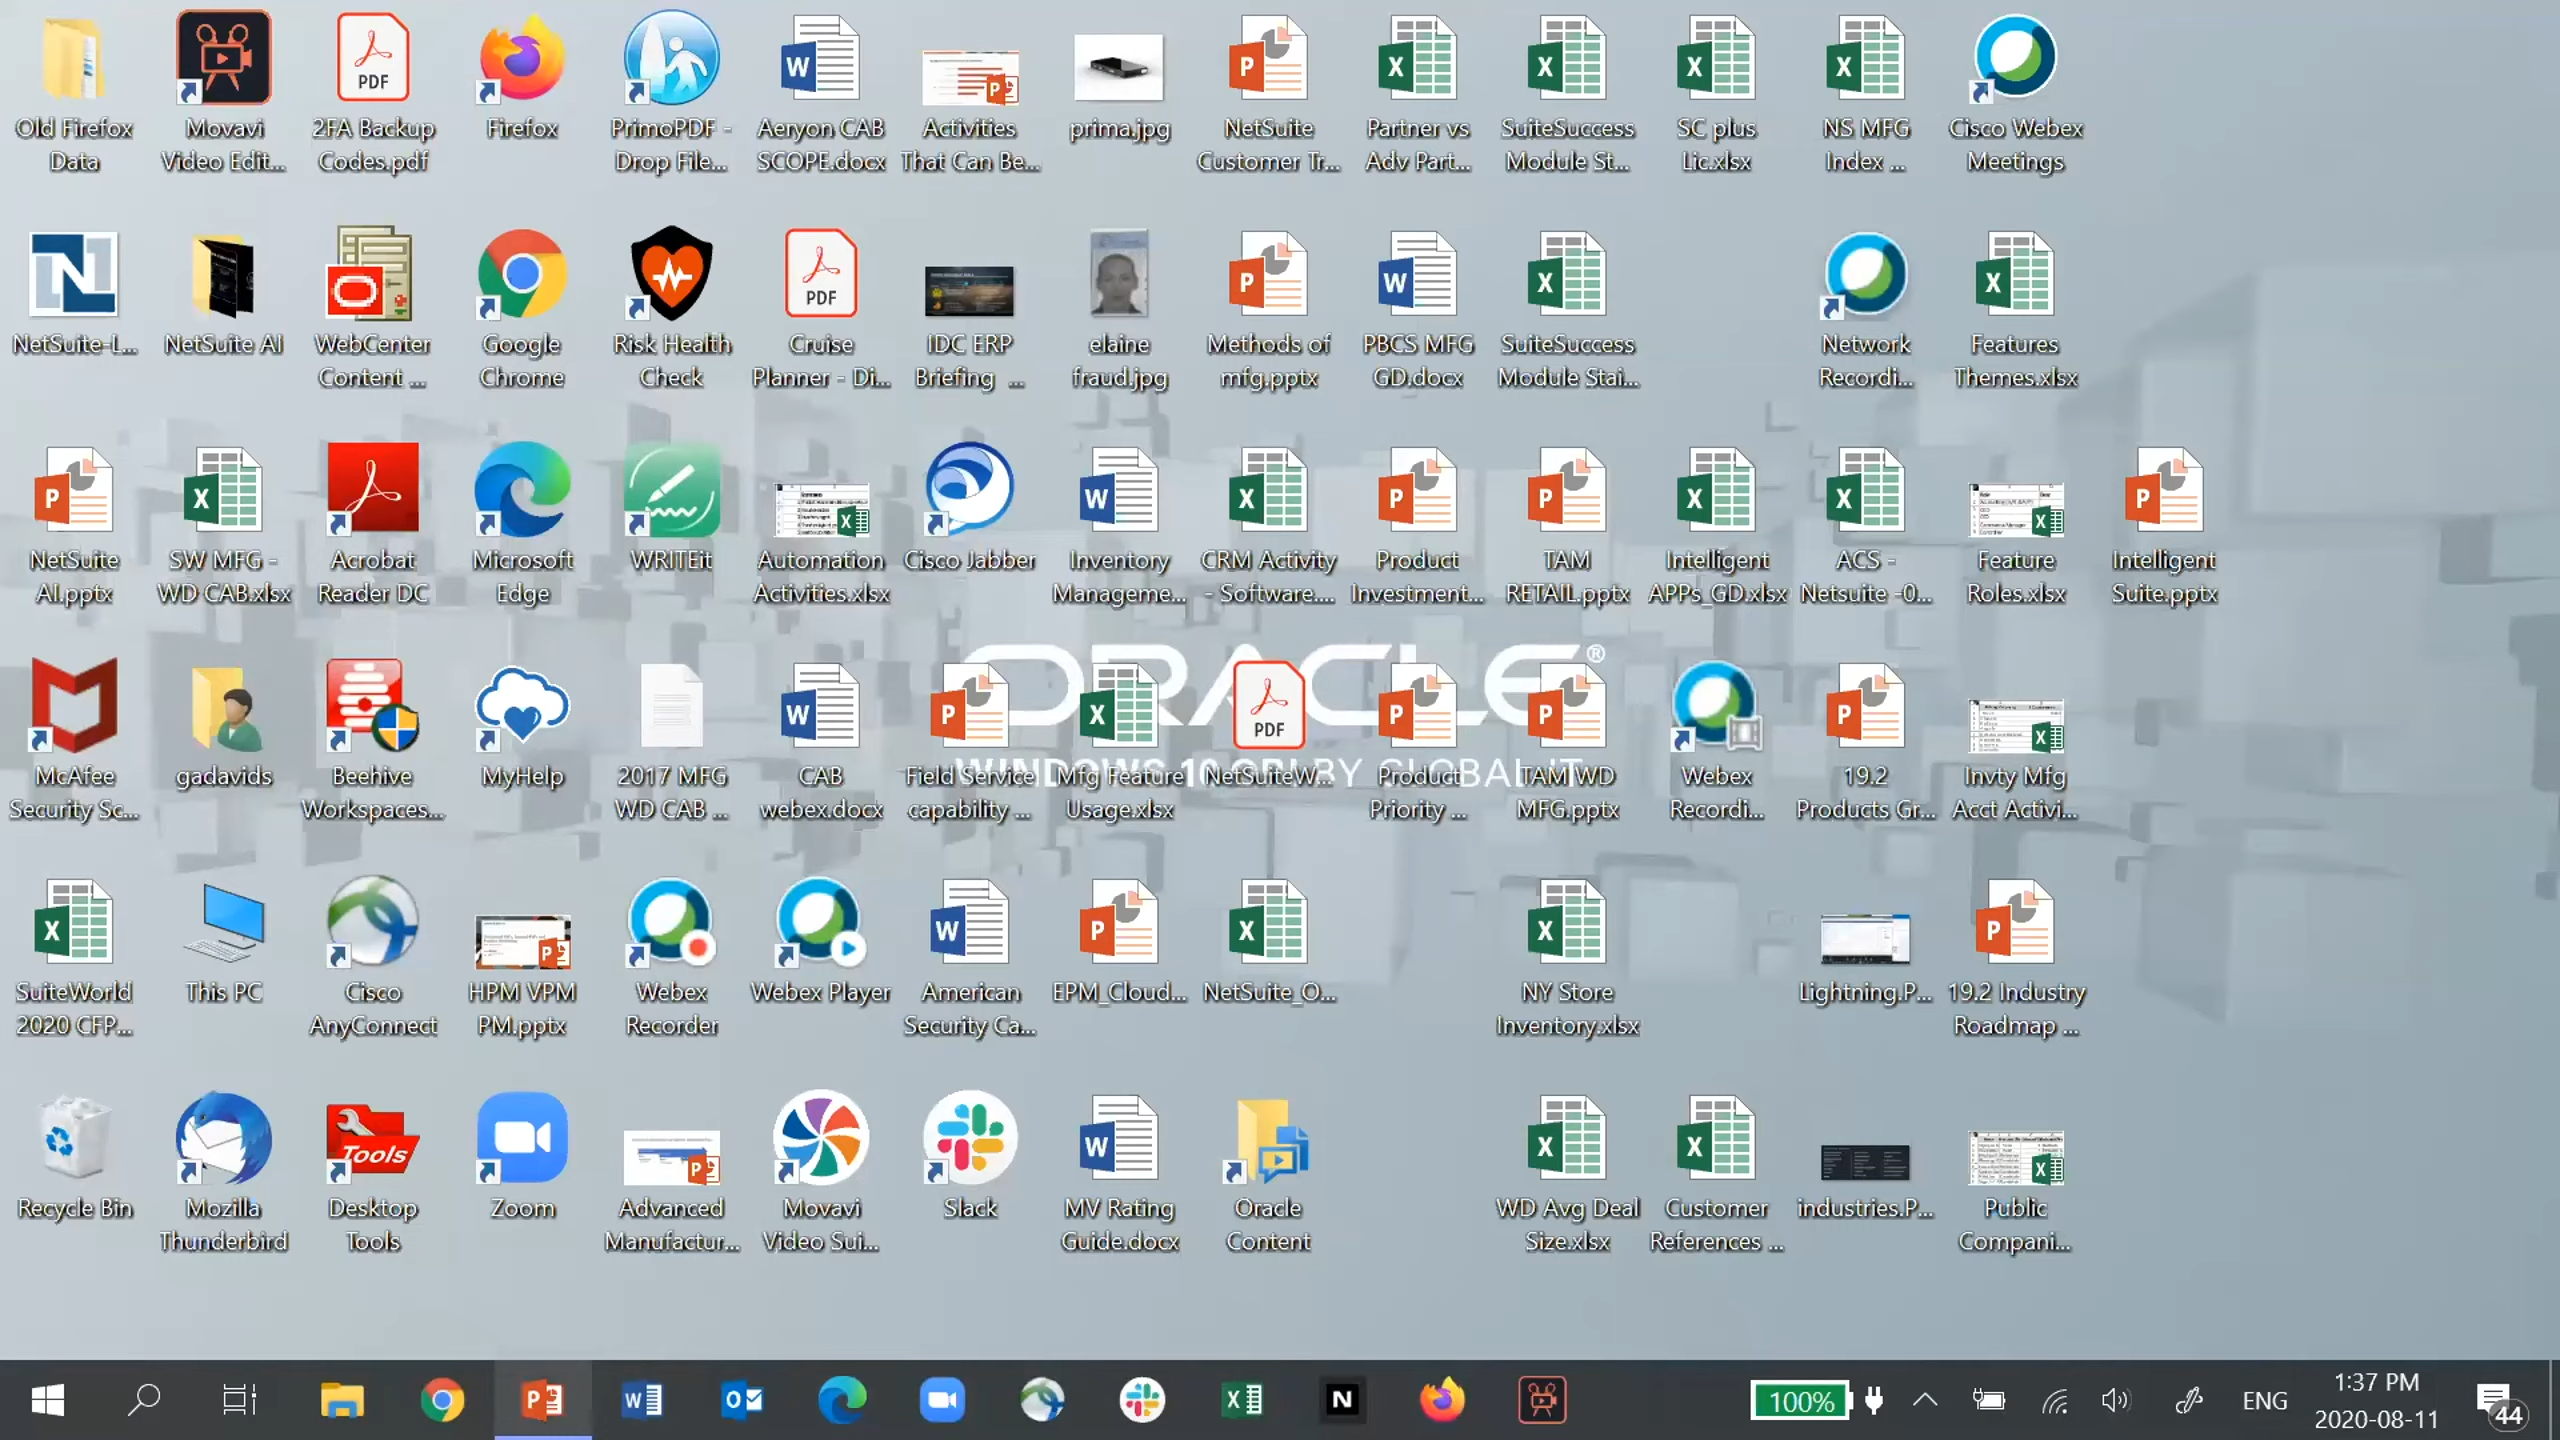 Old Firefox
Data
Movavi
Video Edit...
PDF
2FA Backup
Codes.pdf
Firefox
PrimoPDF -
Drop File...
Aeryon CAB
SCOPE.docx
Activities
That Can Be...
prima.jpg
NetSuite
Customer Tr...
Partner vs
Adv Part...
SuiteSuccess
Module St...
SC plus
Lic.xlsx
NS MFG
Index ...
Cisco Webex
Meetings
NetSuite-L...
NetSuite AI
WebCenter
Content ...
Google
Chrome
Risk Health
Check
PDF
Cruise
Planner - Di...
IDC ERP
Briefing ...
elaine
fraud.jpg
Methods of
mfg.pptx
PBCS MFG
GD.docx
SuiteSuccess
Module Stai...
Network
Recordi...
Features
Themes.xlsx
NetSuite
AI.pptx
SW MFG -
WD CAB.xlsx
Acrobat
Reader DC
Microsoft
Edge
WRITEit
Automation
Activities.xlsx
Cisco Jabber
Inventory
Manageme...
CRM Activity
- Software....
Product
Investment...
TAM
RETAIL.pptx
Intelligent
APPs_GD.xlsx
ACS -
Netsuite -0...
Feature
Roles.xlsx
Intelligent
Suite.pptx
ORACLE®
WINDOWS 10 BY GLOBAL IT
McAfee
Security Sc...
gadavids
Beehive
Workspaces...
MyHelp
2017 MFG
WD CAB ...
CAB
webex.docx
Field Service
capability ...
Mfg Feature
Usage.xlsx
PDF
NetSuiteW...
Product
Priority ...
TAM WD
MFG.pptx
Webex
Recordi...
19.2
Products Gr...
Invty Mfg
Acct Activi...
SuiteWorld
2020 CFP...
This PC
Cisco
AnyConnect
HPM VPM
PM.pptx
Webex
Recorder
Webex Player
American
Security Ca...
EPM_Cloud...
NetSuite_O...
NY Store
Inventory.xlsx
Lightning.P...
19.2 Industry
Roadmap ...
Recycle Bin
Mozilla
Thunderbird
Tools
Desktop
Tools
Zoom
Advanced
Manufactur...
Movavi
Video Sui...
Slack
MV Rating
Guide.docx
Oracle
Content
WD Avg Deal
Size.xlsx
Customer
References ...
industries.P...
Public
Compani...
100%
ENG
1:37 PM
2020-08-11
44